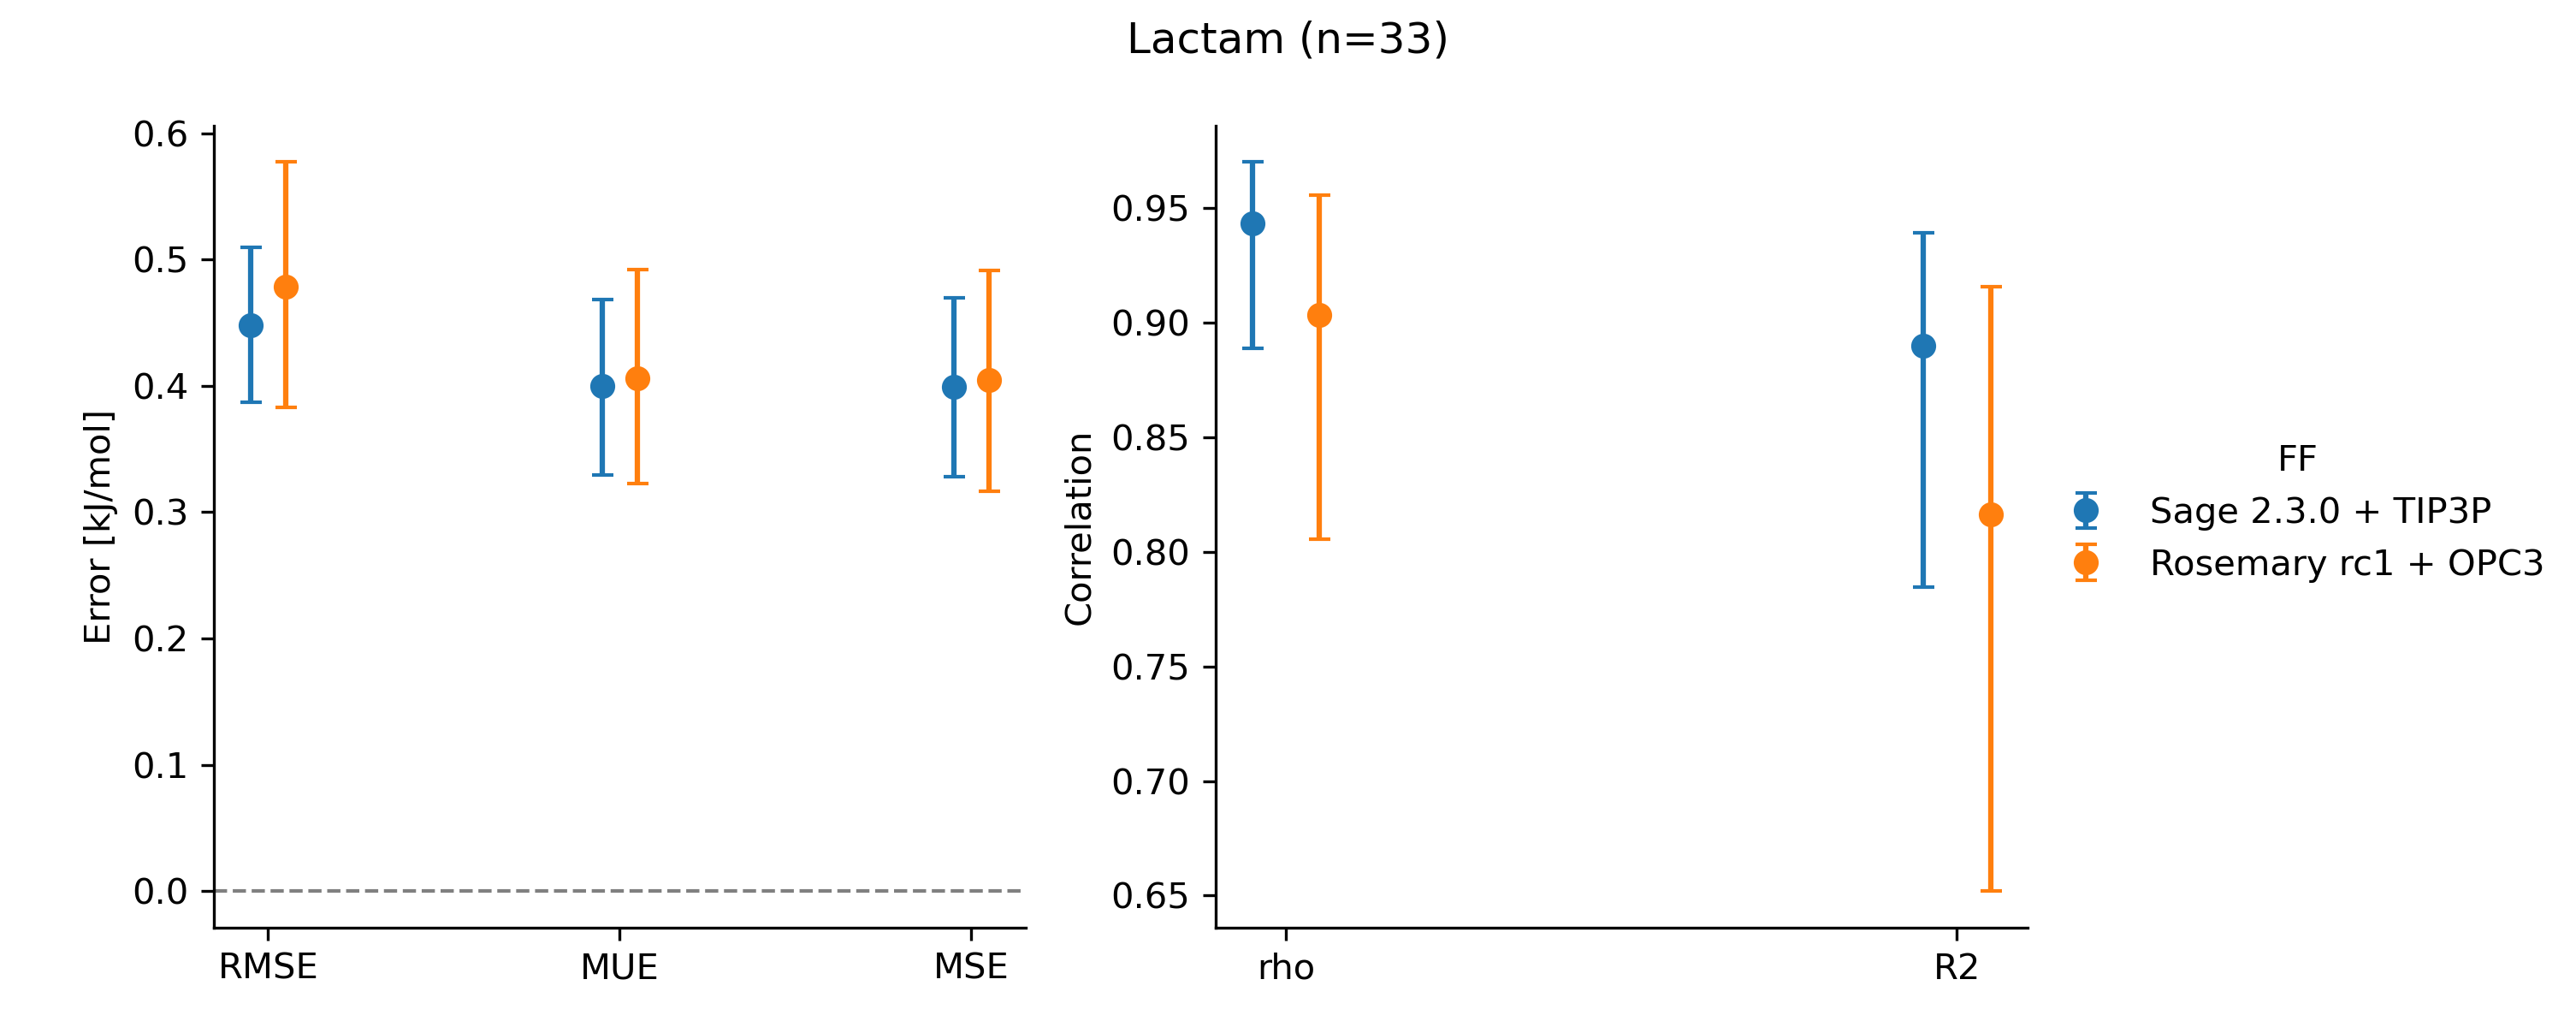 Lactam (n=33)
0.6
0.5
0.4
0.3
0.2
0.1
0.0
Error [kJ/mol]
RMSE MUE MSE
0.95
0.90
0.85
0.80
0.75
0.70
0.65
Correlation
rho R2
FF
Sage 2.3.0 + TIP3P
Rosemary rc1 + OPC3